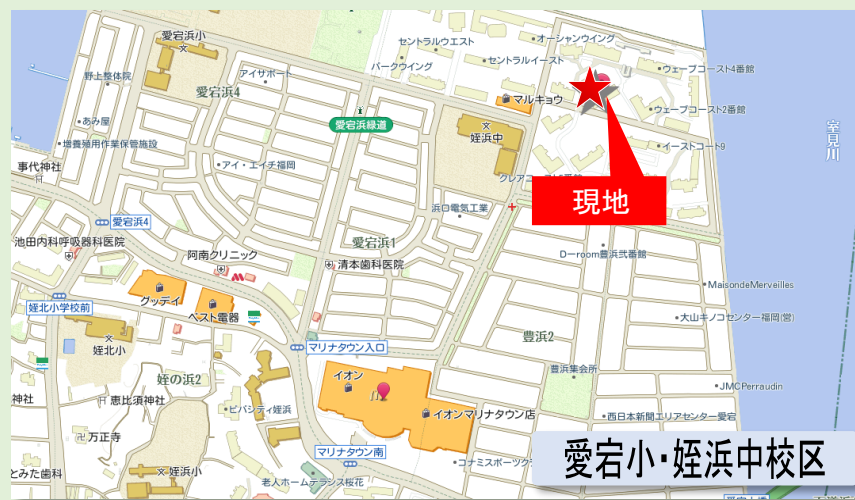 愛宕浜小
セントラルウエスト
オーシャンウイング
パークウイング
セントラルイースト
ウェーブコースト4番館
野上整体院
アイサポート
愛宕浜4
マルキョウ
ウェーブコースト2番館
あみ屋
愛宕浜緑道
姪浜中
室見川
増養殖用作業保管施設
イーストコート9
事代神社
アイ・エイチ福岡
現地
浜口電気工業
愛宕浜4
池田内科呼吸器科医院
愛宕浜1
阿南クリニック
清本歯科医院
D-room豊浜弐番館
MaisondeMerveilles
グッデイ
姪北小学校前
ベスト電器
大山キノコセンター福岡(営)
姪北小
マリナタウン入口
豊浜2
姪の浜2
イオン
豊浜集会所
JMCPerraudin
神社
恵比須神社
ビバシティ姪浜
イオンマリナタウン店
西日本新聞エリアセンター愛宕
万正寺
マリナタウン南
愛宕小・姪浜中校区
とみた歯科
姪浜小
コナミスポーツク
老人ホームテランス桜花